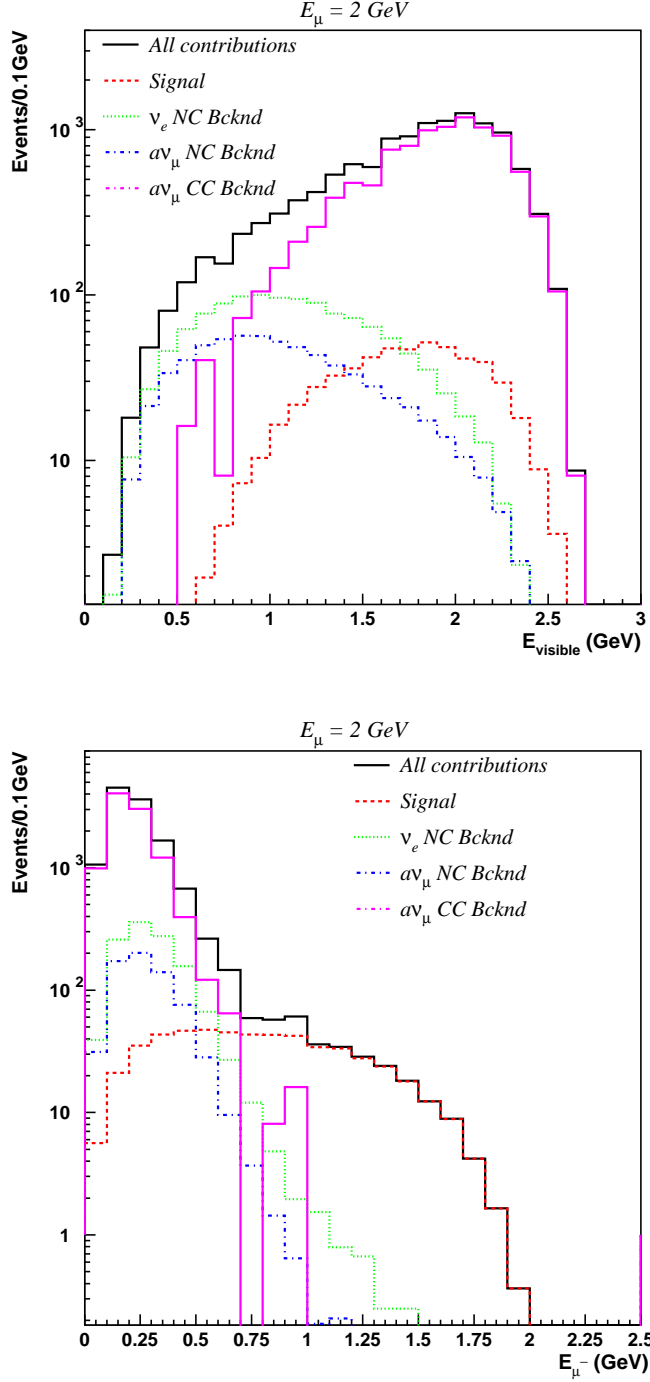 E_μ = 2 GeV
Events/0.1GeV
All contributions
Signal
ν_e NC Bcknd
aν_μ NC Bcknd
aν_μ CC Bcknd
10^3
10^2
10
0 0.5 1 1.5 2 2.5 3
E_visible (GeV)
E_μ = 2 GeV
Events/0.1GeV
All contributions
Signal
ν_e NC Bcknd
aν_μ NC Bcknd
aν_μ CC Bcknd
10^3
10^2
10
1
0 0.25 0.5 0.75 1 1.25 1.5 1.75 2 2.25 2.5
E_μ⁻ (GeV)